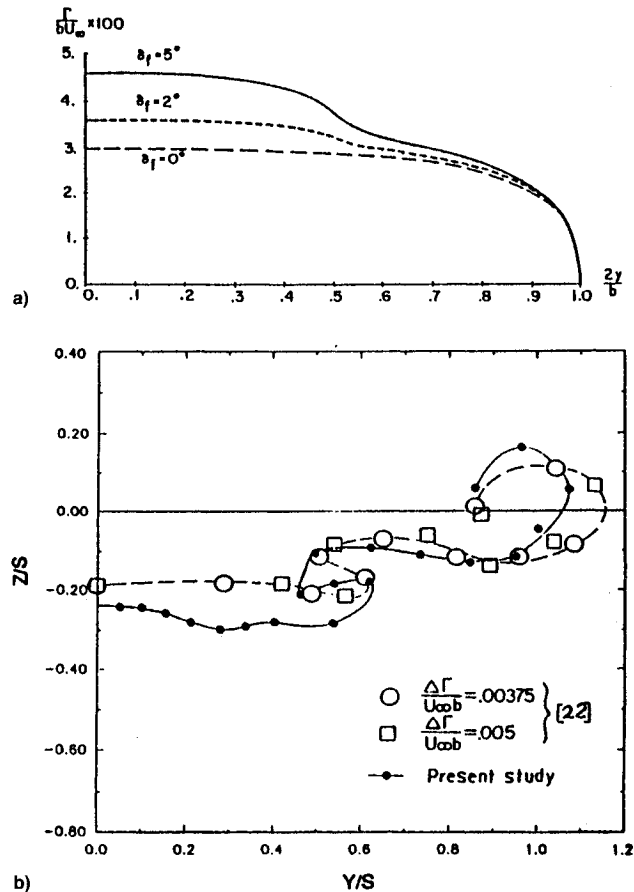 Γ/bU∞ ×100
5.
4.
3.
2.
1.
0.
∂f=5°
∂f=2°
∂f=0°
0. .1 .2 .3 .4 .5 .6 .7 .8 .9 1.0
2y/b
a)
0.40
0.20
0.00
-0.20
-0.40
-0.60
-0.80
Z/S
ΔΓ/U∞b =.00375
ΔΓ/U∞b =.005
} [22]
Present study
0.0 0.2 0.4 0.6 0.8 1.0 1.2
b)
Y/S